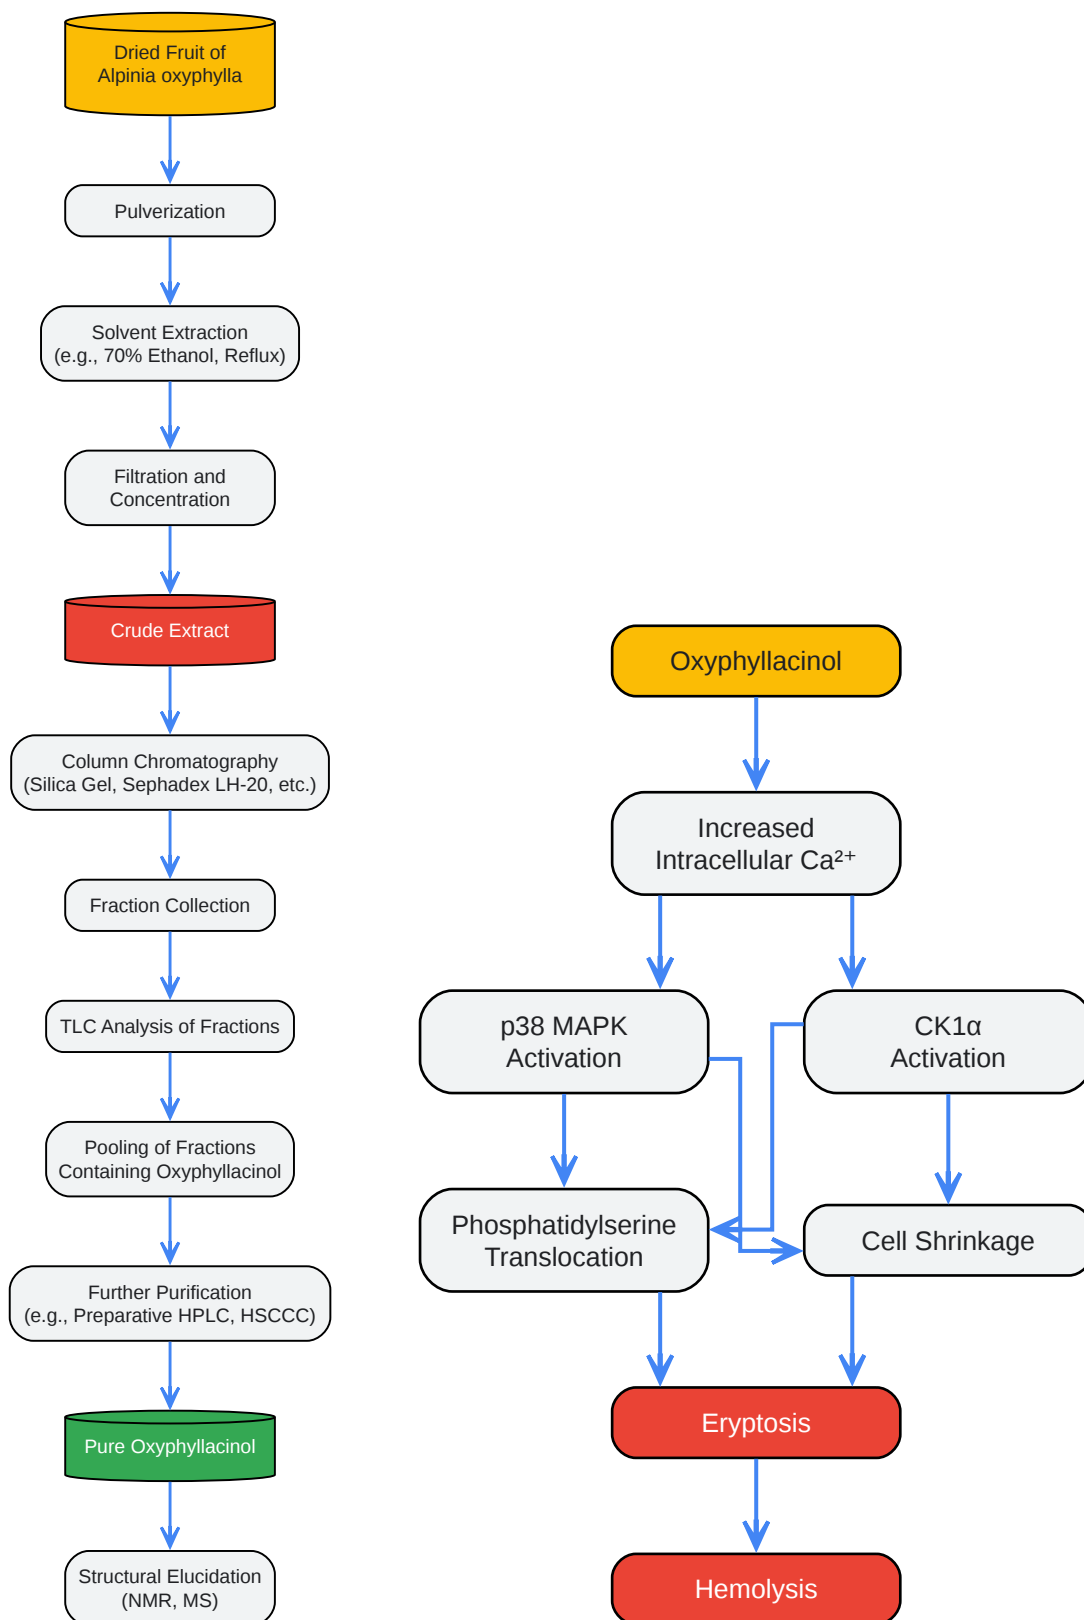 Dried Fruit of
Alpinia oxyphylla
Pulverization
Solvent Extraction
(e.g., 70% Ethanol, Reflux)
Filtration and
Concentration
Crude Extract
Column Chromatography
(Silica Gel, Sephadex LH-20, etc.)
Fraction Collection
TLC Analysis of Fractions
Pooling of Fractions
Containing Oxyphyllacinol
Further Purification
(e.g., Preparative HPLC, HSCCC)
Pure Oxyphyllacinol
Structural Elucidation
(NMR, MS)
Oxyphyllacinol
Increased
Intracellular Ca²⁺
p38 MAPK
Activation
CK1α
Activation
Phosphatidylserine
Translocation
Cell Shrinkage
Eryptosis
Hemolysis